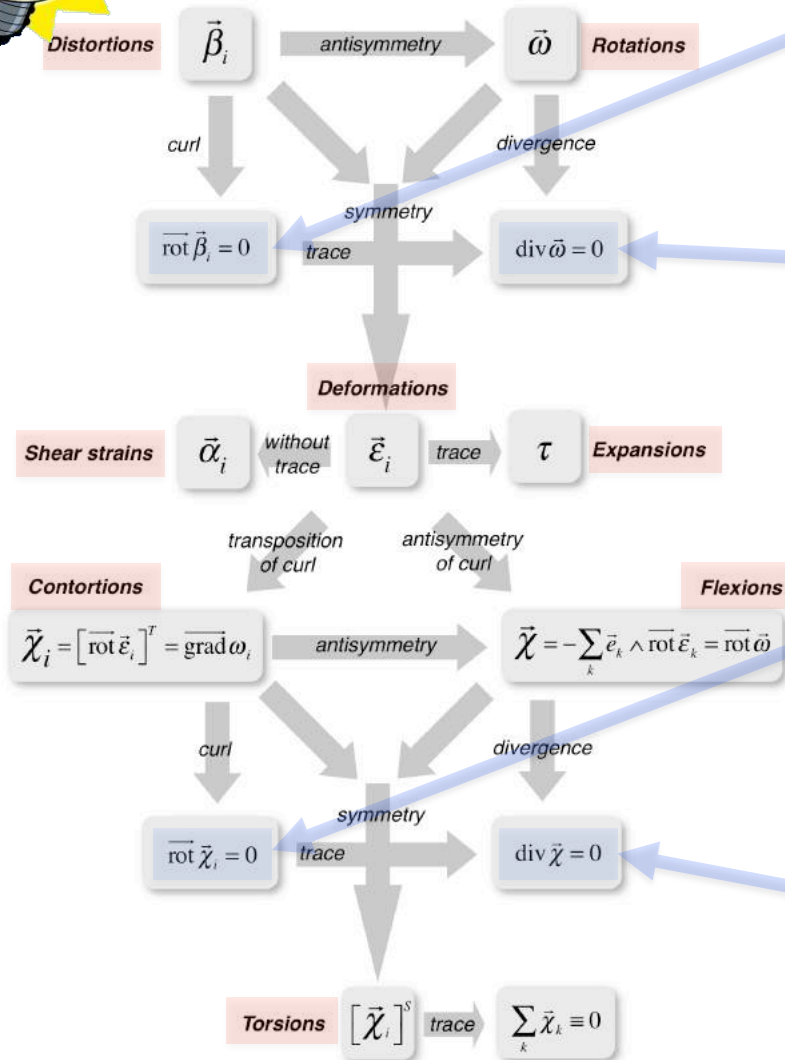 Distortions β⃗ᵢ antisymmetry ω⃗ Rotations
curl divergence
symmetry
rot⃗ β⃗ᵢ = 0 trace div ω⃗ = 0
Deformations
Shear strains α⃗ᵢ without trace ε⃗ᵢ trace τ Expansions
transposition of curl
antisymmetry of curl
Contortions Flexions
χ⃗ᵢ = [rot⃗ ε⃗ᵢ]ᵀ = grad⃗ ωᵢ antisymmetry χ⃗ = −∑ₖ e⃗ₖ ∧ rot⃗ ε⃗ₖ = rot⃗ ω⃗
curl divergence
symmetry
rot⃗ χ⃗ᵢ = 0 trace div χ⃗ = 0
Torsions [χ⃗ᵢ]ˢ trace ∑ₖ χ⃗ₖ ≡ 0